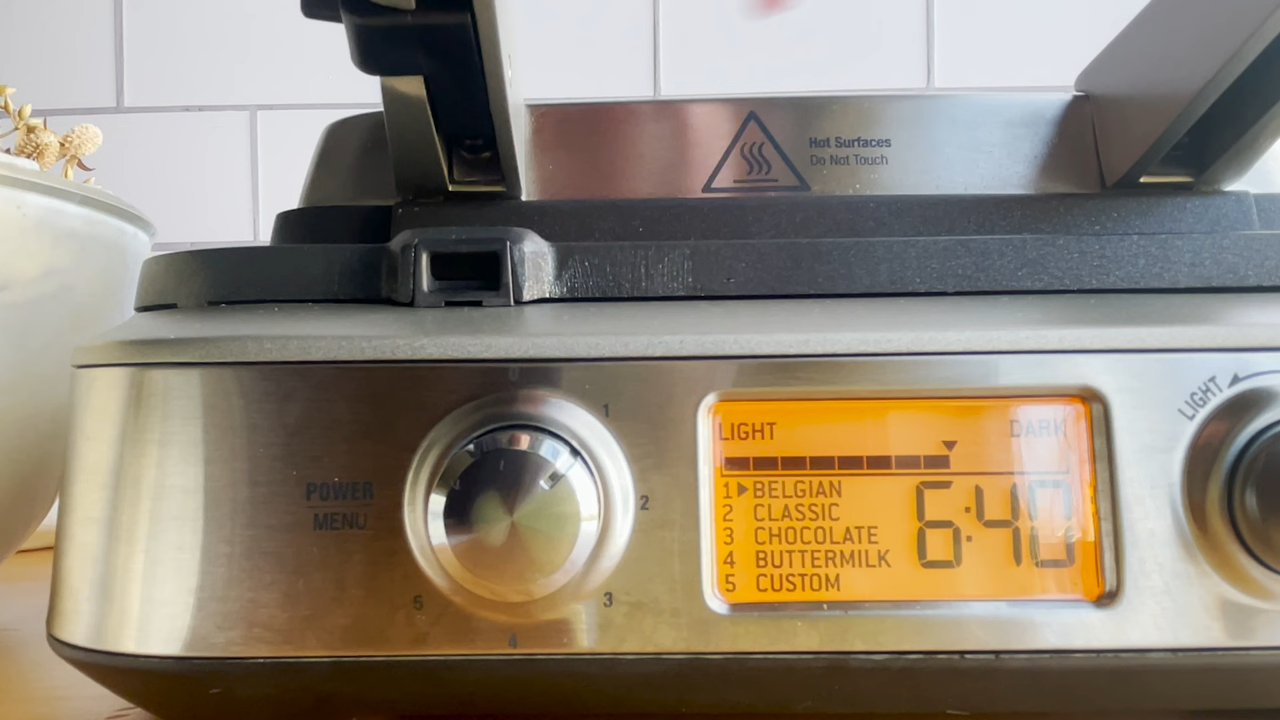 Hot Surfaces
Do Not Touch
LIGHT
0
1
2
3
4
5
POWER
MENU
LIGHT DARK
1 BELGIAN
2 CLASSIC
3 CHOCOLATE
4 BUTTERMILK
5 CUSTOM
6:40